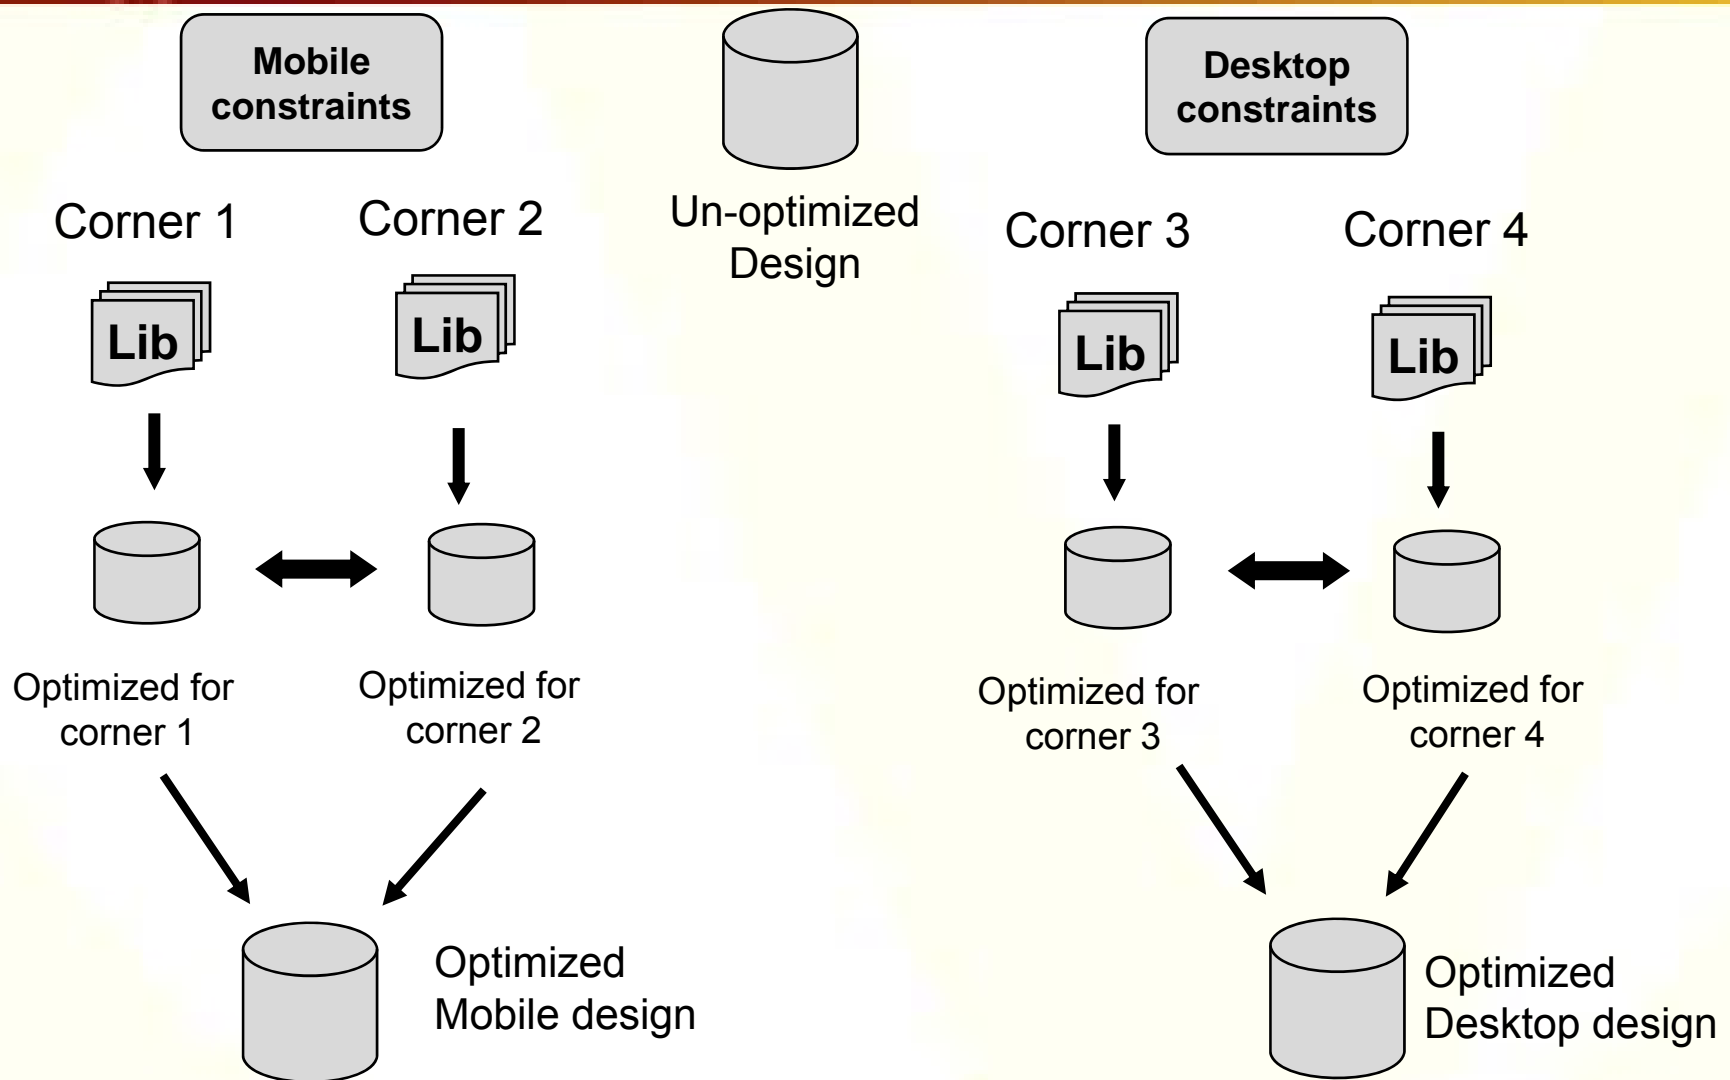 Mobile
constraints
Desktop
constraints
Corner 1
Corner 2
Un-optimized
Design
Corner 3
Corner 4
Lib
Lib
Lib
Lib
Optimized for
corner 1
Optimized for
corner 2
Optimized for
corner 3
Optimized for
corner 4
Optimized
Mobile design
Optimized
Desktop design